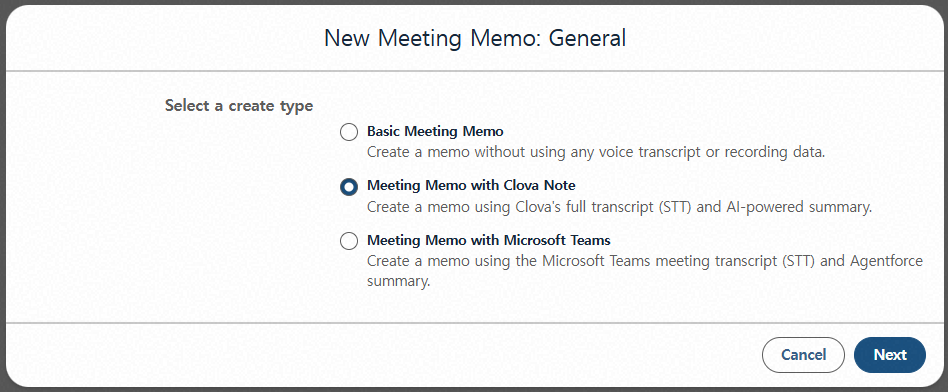 New Meeting Memo: General
Select a create type
Basic Meeting Memo
Create a memo without using any voice transcript or recording data.
Meeting Memo with Clova Note
Create a memo using Clova's full transcript (STT) and AI-powered summary.
Meeting Memo with Microsoft Teams
Create a memo using the Microsoft Teams meeting transcript (STT) and Agentforce
summary.
Cancel
Next